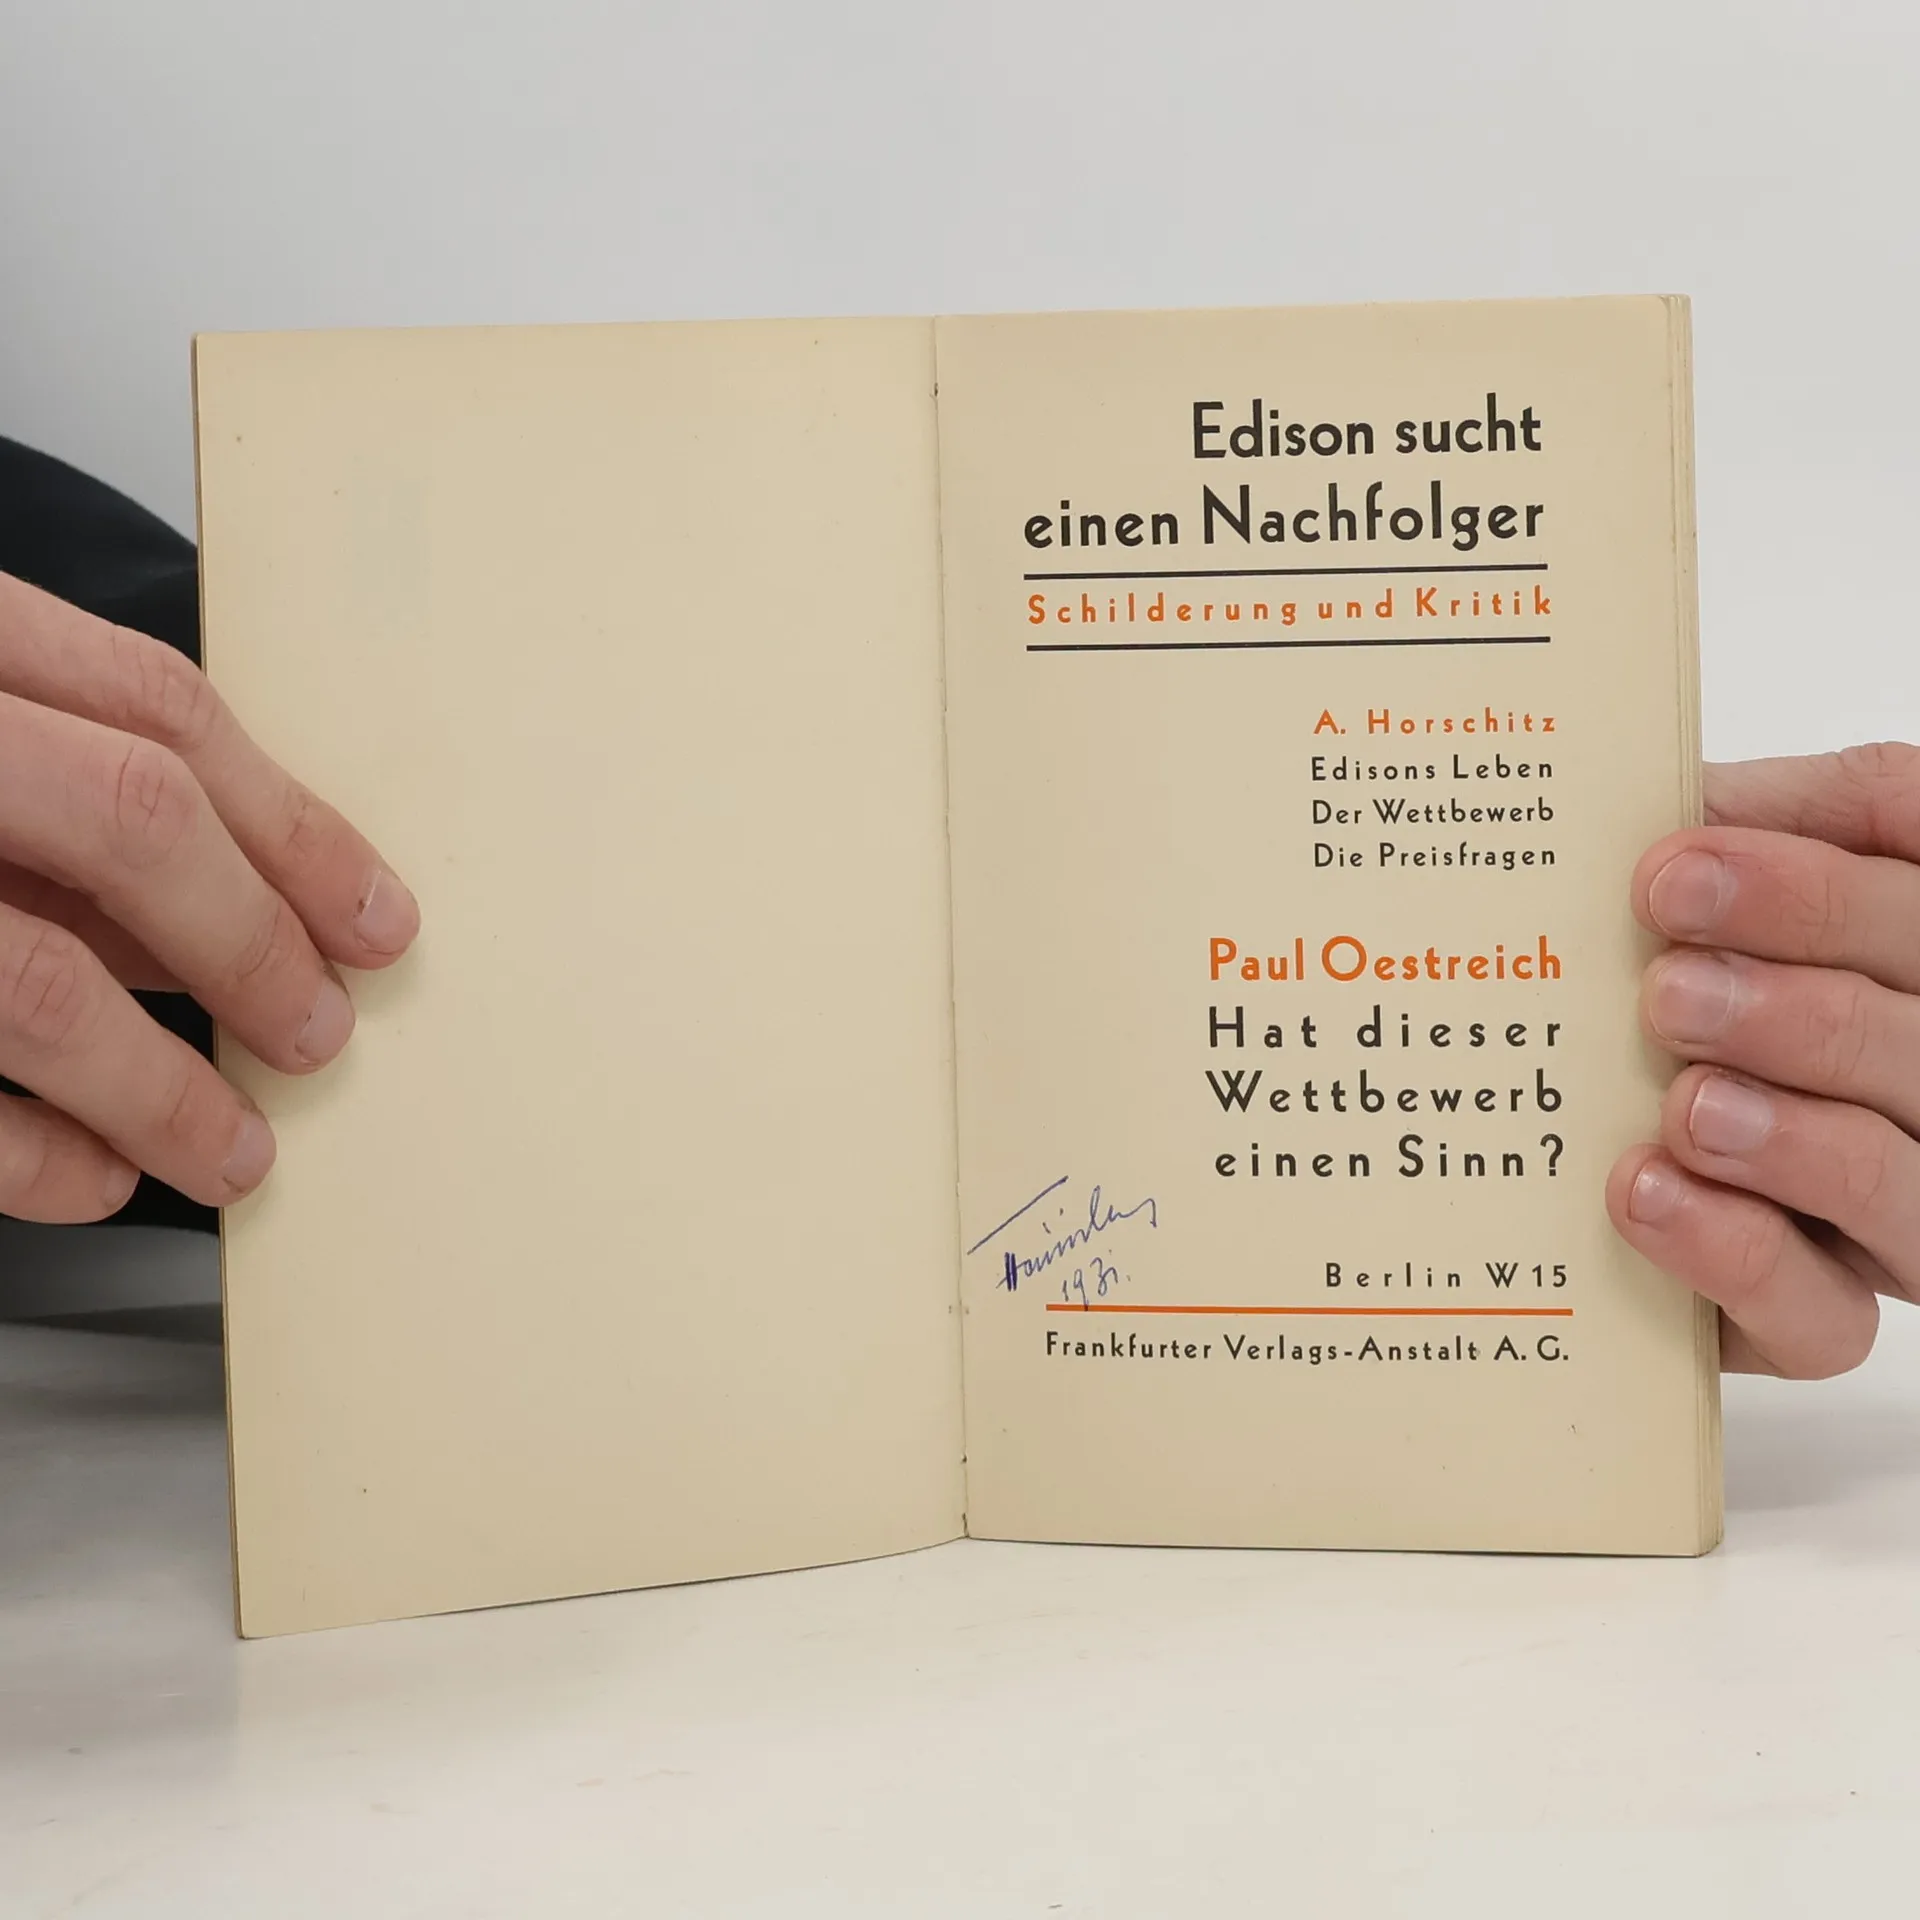 Edison sucht
einen Nachfolger
Schilderung und Kritik
A. Horschitz
Edisons Leben
Der Wettbewerb
Die Preisfragen
Paul Oestreich
Hat dieser
Wettbewerb
einen Sinn?
Berlin W 15
Frankfurter Verlags-Anstalt A. G.